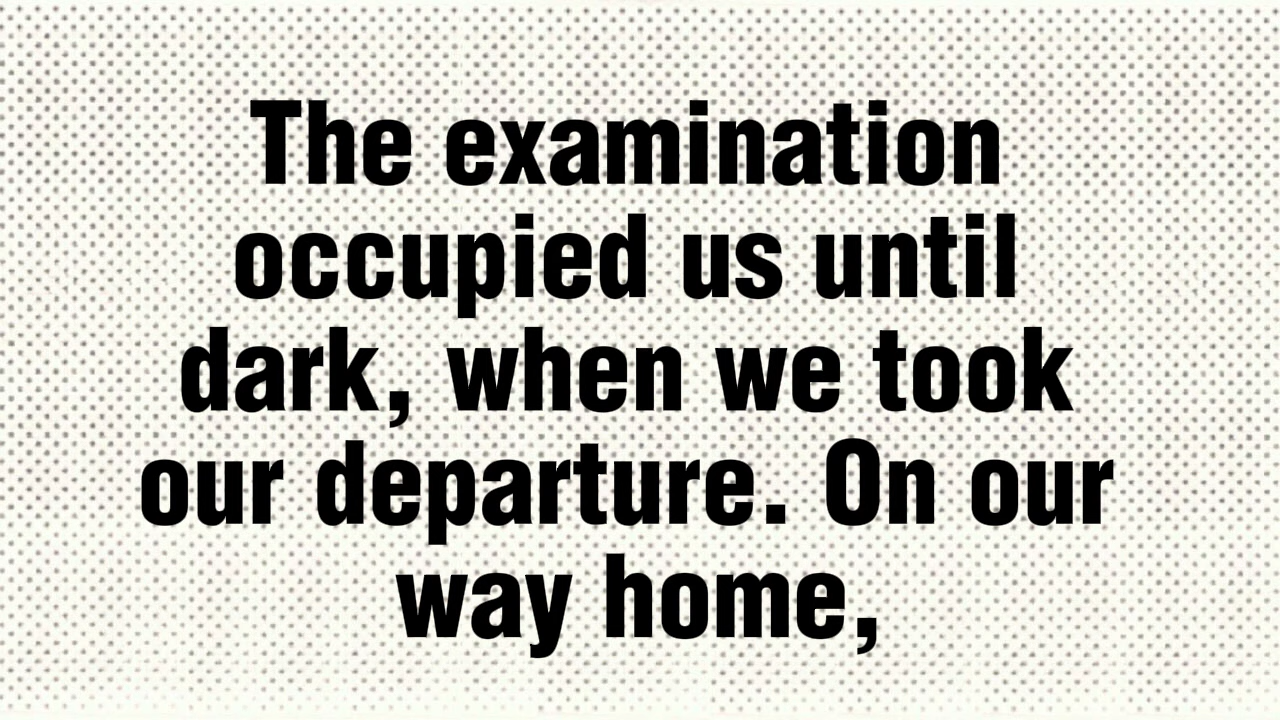 The examination
occupied us until
dark, when we took
our departure. On our
way home,